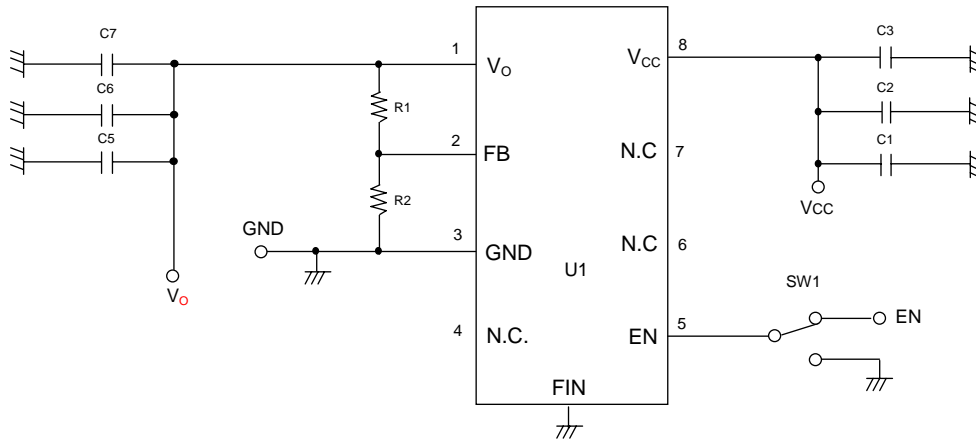 C7
C6
C5
R1
R2
GND
VO
1
2
3
4
VO
FB
GND
N.C.
U1
FIN
VCC
N.C
N.C
EN
8
7
6
5
C3
C2
C1
VCC
SW1
EN